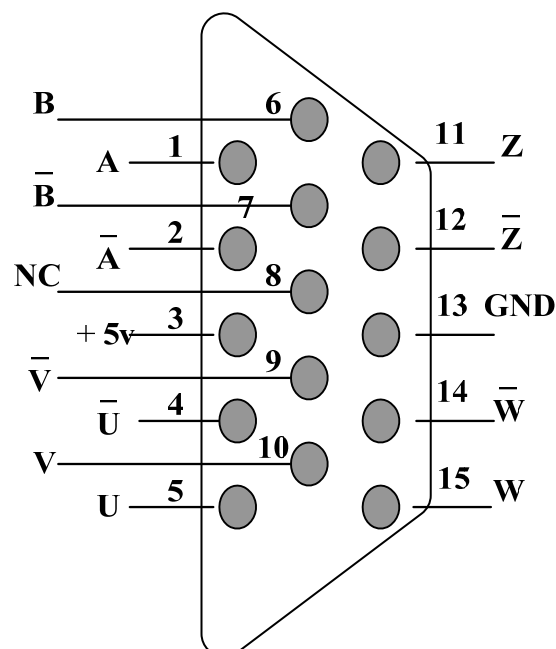 B 6
1 11 Z
A
B̅ 7
2 12 Z̅
A̅
NC 8
+ 5v 3 13 GND
V̅ 9
U̅ 4 14 W̅
V 10
U 5 15 W